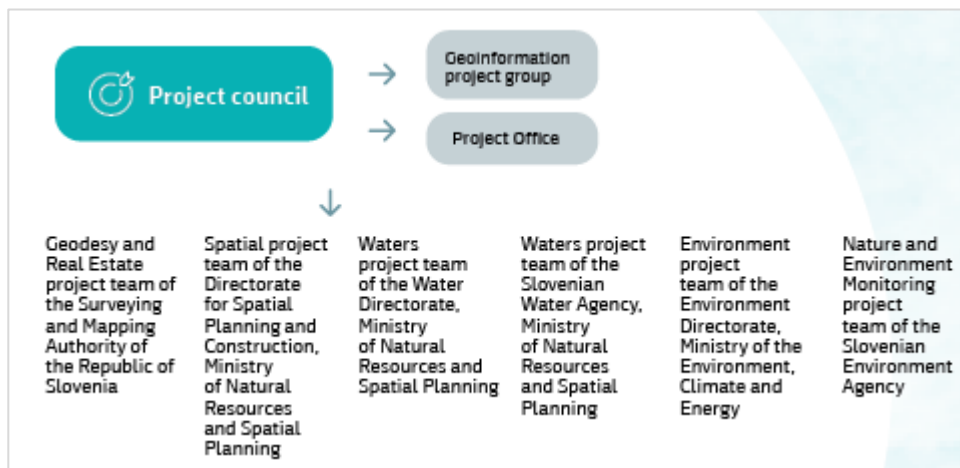 Project council
Geoinformation
project group
Project Office
Geodesy and
Real Estate
project team of
the Surveying
and Mapping
Authority of
the Republic of
Slovenia
Spatial project
team of the
Directorate
for Spatial
Planning and
Construction,
Ministry
of Natural
Resources
and Spatial
Planning
Waters
project team
of the Water
Directorate,
Ministry
of Natural
Resources and
Spatial Planning
Waters project
team of the
Slovenian
Water Agency,
Ministry
of Natural
Resources
and Spatial
Planning
Environment
project
team of the
Environment
Directorate,
Ministry of the
Environment,
Climate and
Energy
Nature and
Environment
Monitoring
project
team of the
Slovenian
Environment
Agency